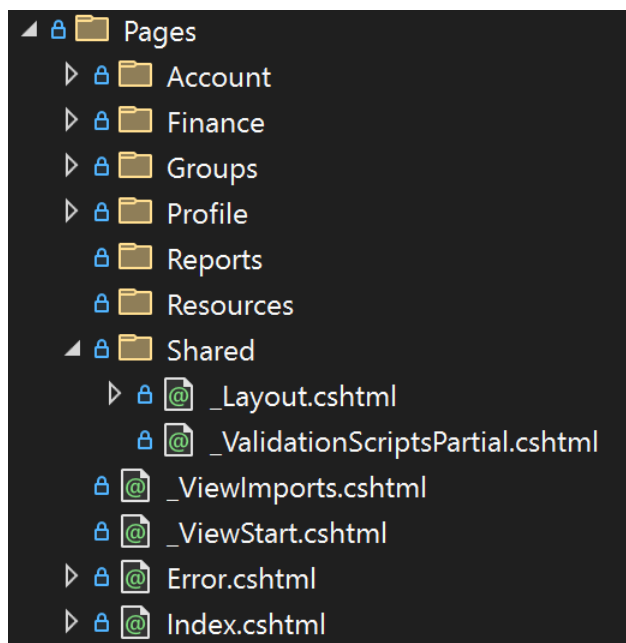 Pages
Account
Finance
Groups
Profile
Reports
Resources
Shared
_Layout.cshtml
_ValidationScriptsPartial.cshtml
_ViewImports.cshtml
_ViewStart.cshtml
Error.cshtml
Index.cshtml